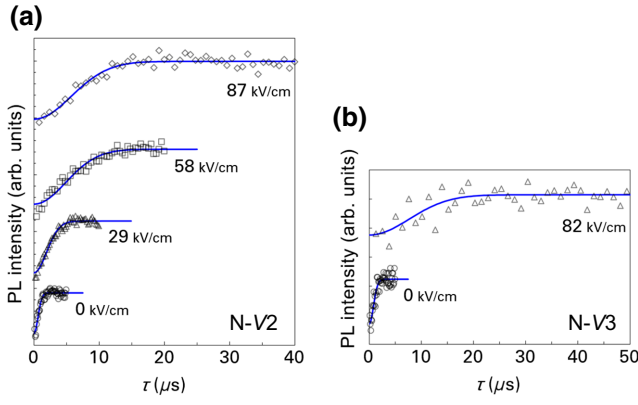 (a)
PL intensity (arb. units)
87 kV/cm
58 kV/cm
29 kV/cm
0 kV/cm
N-V2
0 10 20 30 40
τ (μs)
(b)
PL intensity (arb. units)
82 kV/cm
0 kV/cm
N-V3
0 10 20 30 40 50
τ (μs)